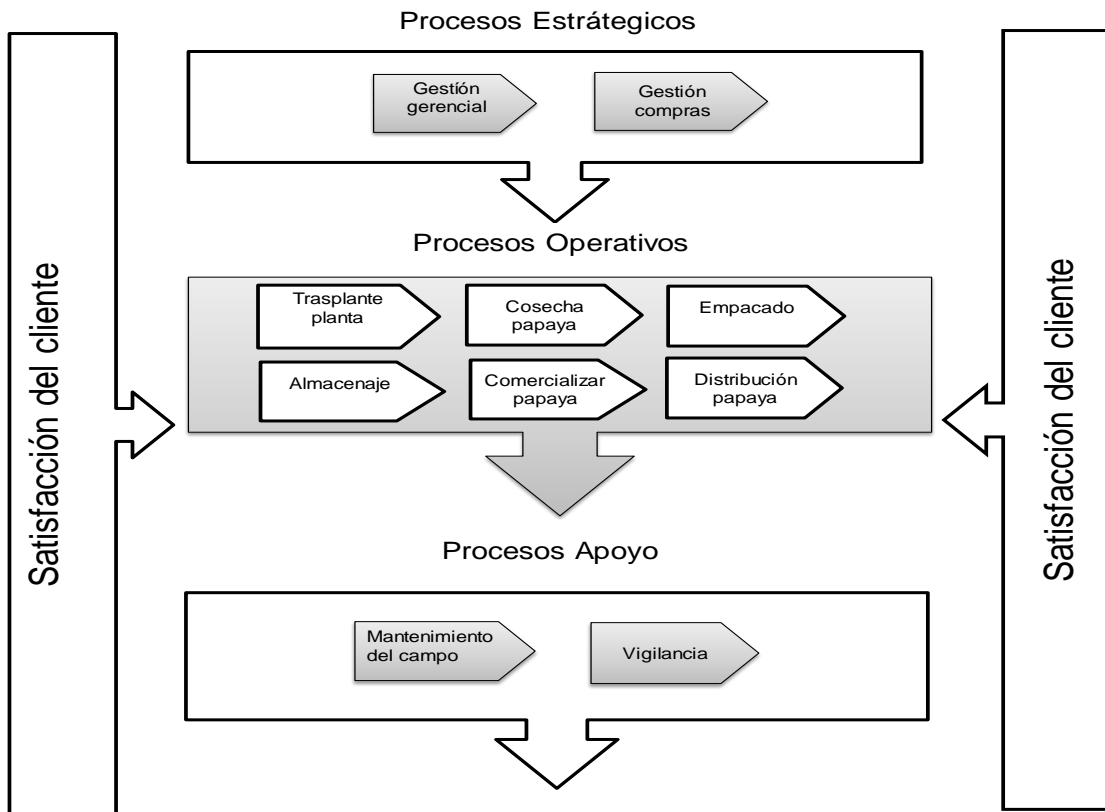 Procesos Estrátegicos
Gestión
gerencial
Gestión
compras
Procesos Operativos
Trasplante
planta
Cosecha
papaya
Empacado
Almacenaje
Comercializar
papaya
Distribución
papaya
Procesos Apoyo
Mantenimiento
del campo
Vigilancia
Satisfacción del cliente
Satisfacción del cliente